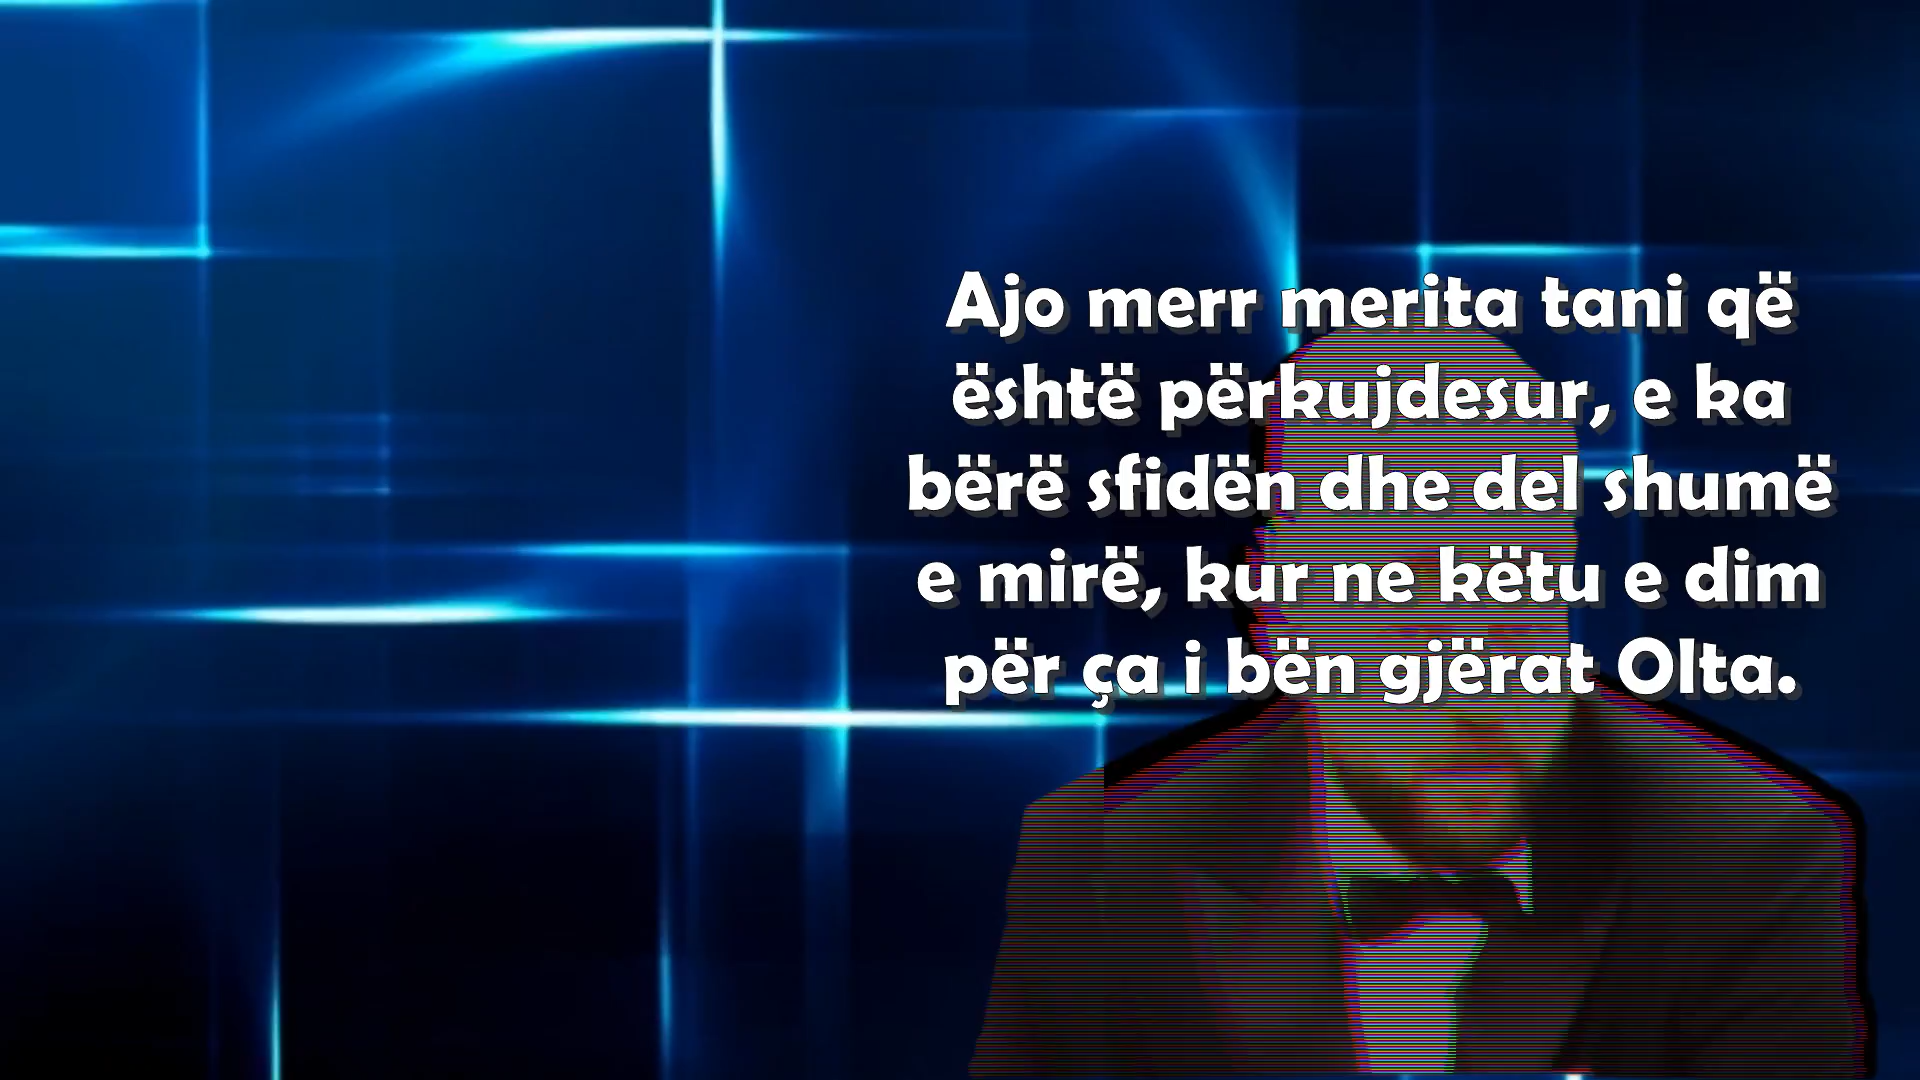 Ajo merr merita tani që
është përkujdesur, e ka
bërë sfidën dhe del shumë
e mirë, kur ne këtu e dim
për ça i bën gjërat Olta.